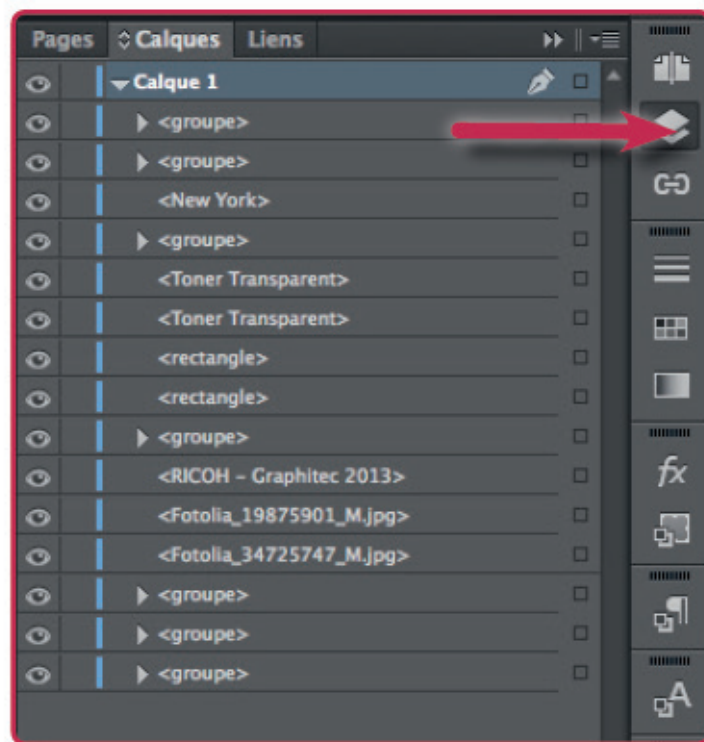 Pages Calques Liens
Calque 1
<groupe>
<groupe>
<New York>
<groupe>
<Toner Transparent>
<Toner Transparent>
<rectangle>
<rectangle>
<groupe>
<RICOH – Graphitec 2013>
<Fotolia_19875901_M.jpg>
<Fotolia_34725747_M.jpg>
<groupe>
<groupe>
<groupe>
fx
A